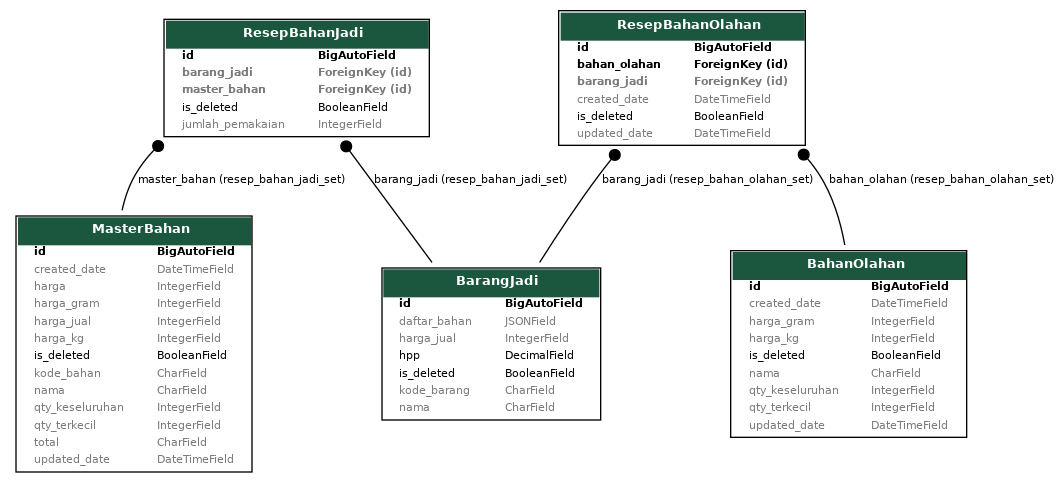 ResepBahanJadi
id BigAutoField
barang_jadi ForeignKey (id)
master_bahan ForeignKey (id)
is_deleted BooleanField
jumlah_pemakaian IntegerField
ResepBahanOlahan
id BigAutoField
bahan_olahan ForeignKey (id)
barang_jadi ForeignKey (id)
created_date DateTimeField
is_deleted BooleanField
updated_date DateTimeField
master_bahan (resep_bahan_jadi_set)
barang_jadi (resep_bahan_jadi_set)
barang_jadi (resep_bahan_olahan_set)
bahan_olahan (resep_bahan_olahan_set)
MasterBahan
id BigAutoField
created_date DateTimeField
harga IntegerField
harga_gram IntegerField
harga_jual IntegerField
harga_kg IntegerField
is_deleted BooleanField
kode_bahan CharField
nama CharField
qty_keseluruhan IntegerField
qty_terkecil IntegerField
total CharField
updated_date DateTimeField
BarangJadi
id BigAutoField
daftar_bahan JSONField
harga_jual IntegerField
hpp DecimalField
is_deleted BooleanField
kode_barang CharField
nama CharField
BahanOlahan
id BigAutoField
created_date DateTimeField
harga_gram IntegerField
harga_kg IntegerField
is_deleted BooleanField
nama CharField
qty_keseluruhan IntegerField
qty_terkecil IntegerField
updated_date DateTimeField